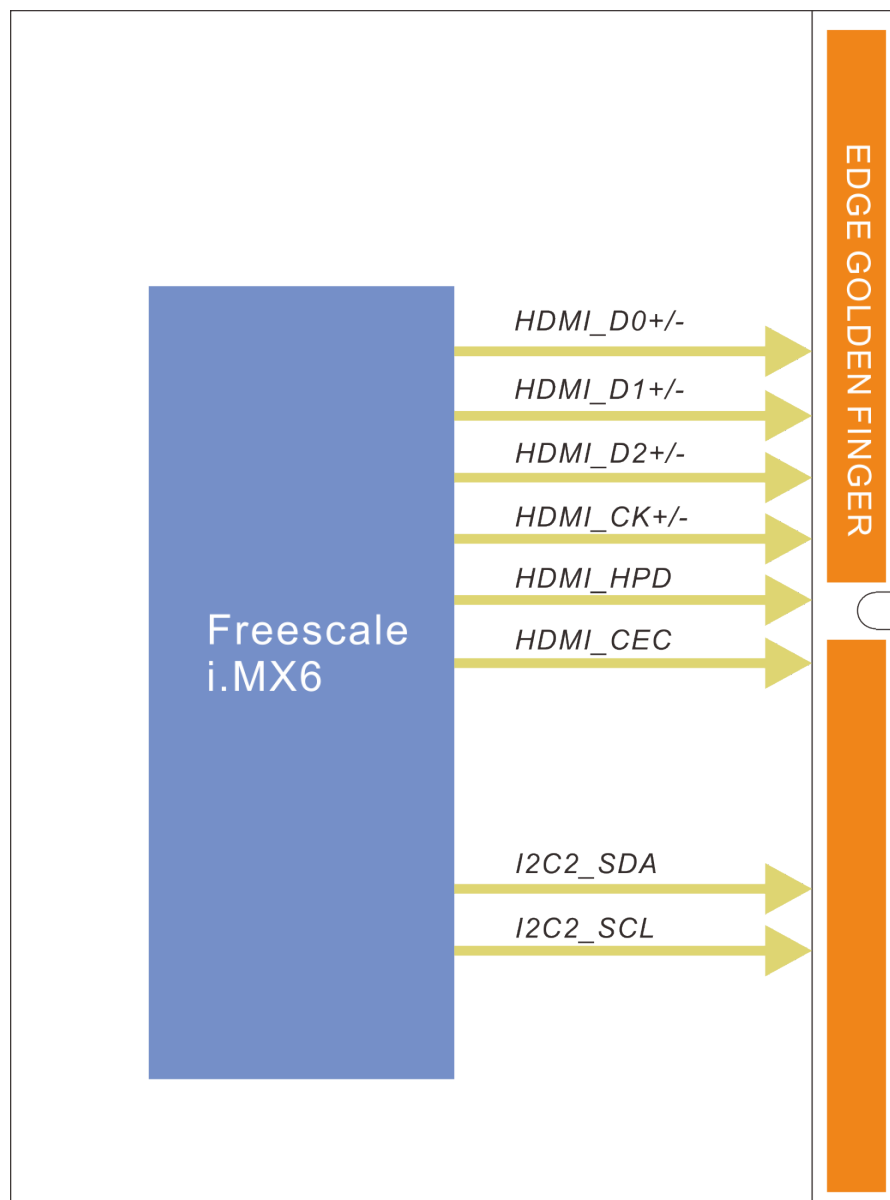 HDMI_D0+/-
HDMI_D1+/-
HDMI_D2+/-
HDMI_CK+/-
HDMI_HPD
HDMI_CEC
Freescale
i.MX6
I2C2_SDA
I2C2_SCL
EDGE GOLDEN FINGER